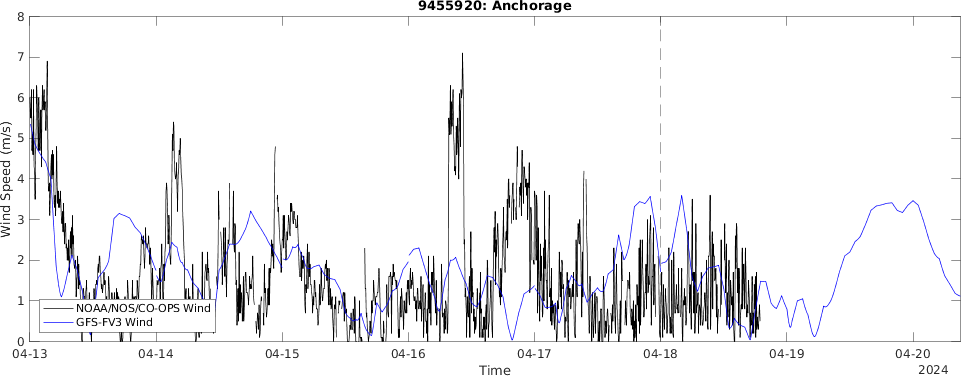 9455920: Anchorage
8
7
6
5
4
3
2
1
0
Wind Speed (m/s)
NOAA/NOS/CO-OPS Wind
GFS-FV3 Wind
04-13 04-14 04-15 04-16 04-17 04-18 04-19 04-20
Time
2024